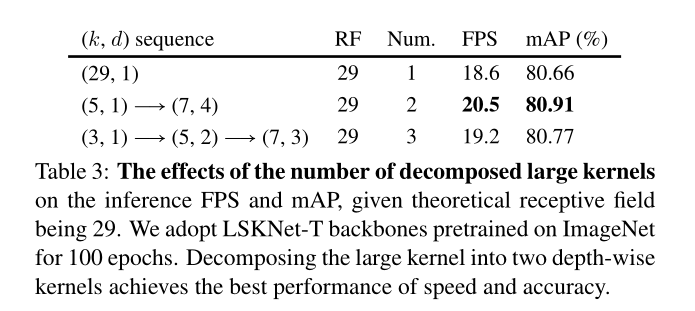 (k, d) sequence RF Num. FPS mAP (%)
(29, 1) 29 1 18.6 80.66
(5, 1) ⟶ (7, 4) 29 2 20.5 80.91
(3, 1) ⟶ (5, 2) ⟶ (7, 3) 29 3 19.2 80.77
Table 3: The effects of the number of decomposed large kernels
on the inference FPS and mAP, given theoretical receptive field
being 29. We adopt LSKNet-T backbones pretrained on ImageNet
for 100 epochs. Decomposing the large kernel into two depth-wise
kernels achieves the best performance of speed and accuracy.